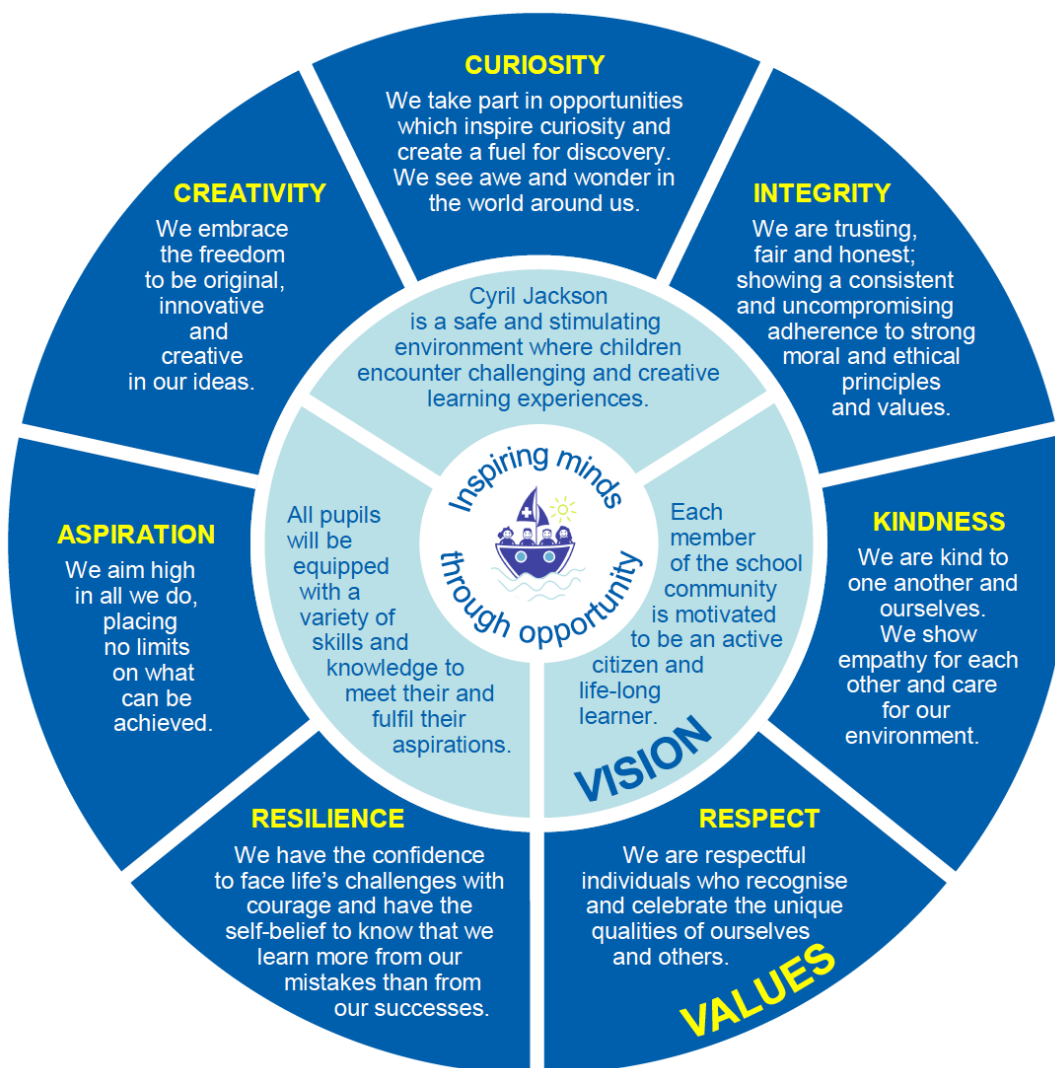 CURIOSITY
We take part in opportunities
which inspire curiosity and
create a fuel for discovery.
We see awe and wonder in
the world around us.
INTEGRITY
We are trusting,
fair and honest;
showing a consistent
and uncompromising
adherence to strong
moral and ethical
principles
and values.
KINDNESS
We are kind to
one another and
ourselves.
We show
empathy for each
other and care
for our
environment.
RESPECT
We are respectful
individuals who recognise
and celebrate the unique
qualities of ourselves
and others.
VALUES
RESILIENCE
We have the confidence
to face life's challenges with
courage and have the
self-belief to know that we
learn more from our
mistakes than from
our successes.
ASPIRATION
We aim high
in all we do,
placing
no limits
on what
can be
achieved.
CREATIVITY
We embrace
the freedom
to be original,
innovative
and
creative
in our ideas.
Cyril Jackson
is a safe and stimulating
environment where children
encounter challenging and creative
learning experiences.
Each
member
of the school
community
is motivated
to be an active
citizen and
life-long
learner.
VISION
All pupils
will be
equipped
with a
variety of
skills and
knowledge to
meet their and
fulfil their
aspirations.
Inspiring minds
through opportunity